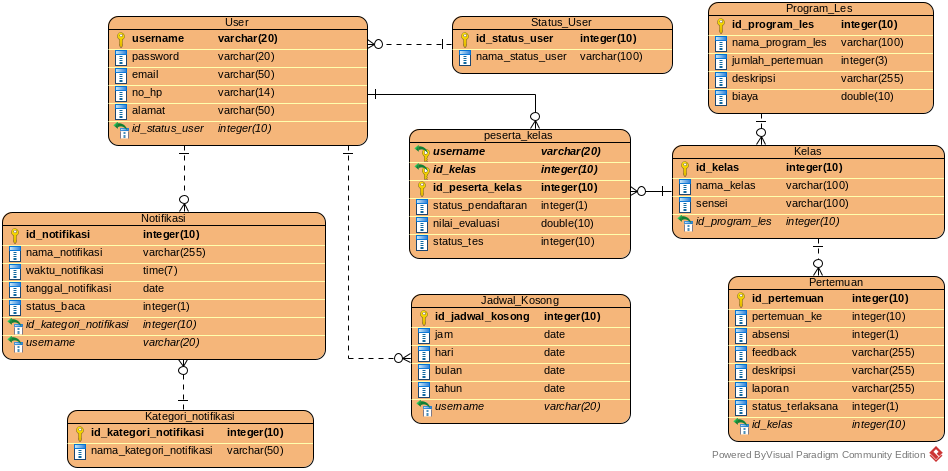 User
username varchar(20)
password varchar(20)
email varchar(50)
no_hp varchar(14)
alamat varchar(50)
id_status_user integer(10)
Status_User
id_status_user integer(10)
nama_status_user varchar(100)
Program_Les
id_program_les integer(10)
nama_program_les varchar(100)
jumlah_pertemuan integer(3)
deskripsi varchar(255)
biaya double(10)
peserta_kelas
username varchar(20)
id_kelas integer(10)
id_peserta_kelas integer(10)
status_pendaftaran integer(1)
nilai_evaluasi double(10)
status_tes integer(10)
Kelas
id_kelas integer(10)
nama_kelas varchar(100)
sensei varchar(100)
id_program_les integer(10)
Notifikasi
id_notifikasi integer(10)
nama_notifikasi varchar(255)
waktu_notifikasi time(7)
tanggal_notifikasi date
status_baca integer(1)
id_kategori_notifikasi integer(10)
username varchar(20)
Jadwal_Kosong
id_jadwal_kosong integer(10)
jam date
hari date
bulan date
tahun date
username varchar(20)
Pertemuan
id_pertemuan integer(10)
pertemuan_ke integer(10)
absensi integer(1)
feedback varchar(255)
deskripsi varchar(255)
laporan varchar(255)
status_terlaksana integer(1)
id_kelas integer(10)
Kategori_notifikasi
id_kategori_notifikasi integer(10)
nama_kategori_notifikasi varchar(50)
Powered ByVisual Paradigm Community Edition